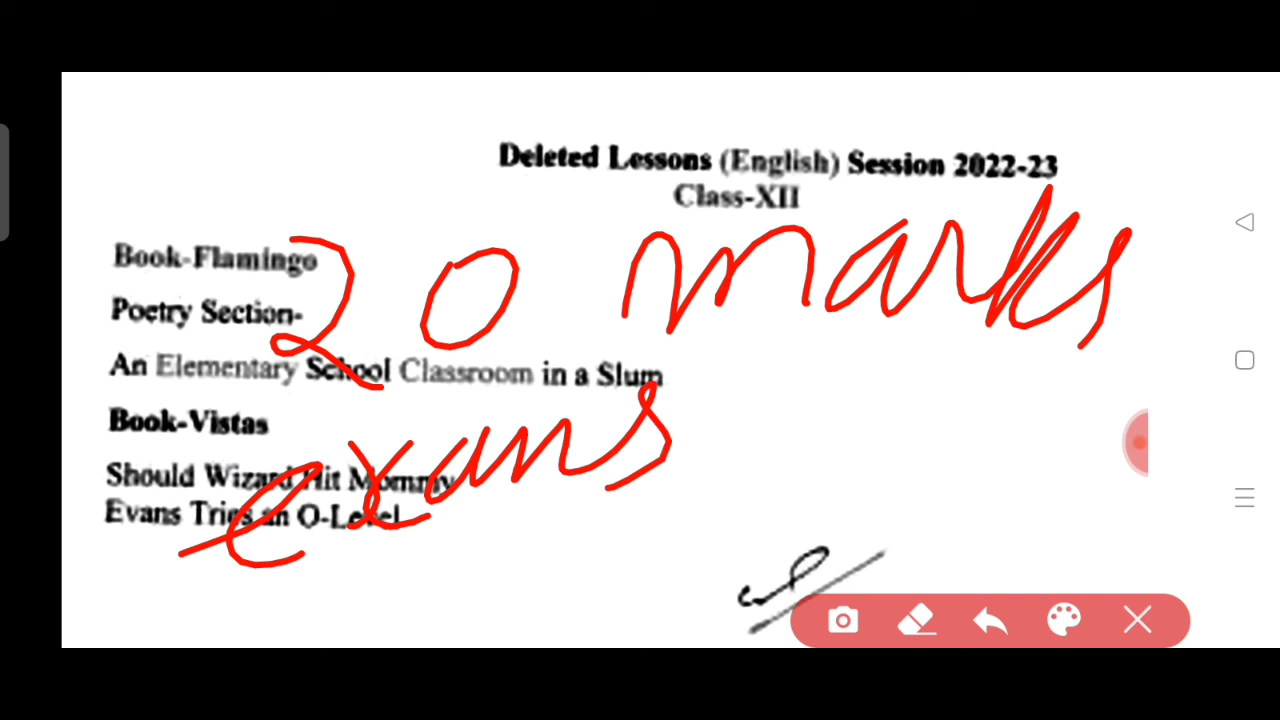 Deleted Lessons (English) Session 2022-23
Class-XII
Book-Flamingo
20 marks
Poetry Section-
An Elementary School Classroom in a Slum
Book-Vistas
exans
Should Wizard Hit Mommy
Evans Tries an O-Level